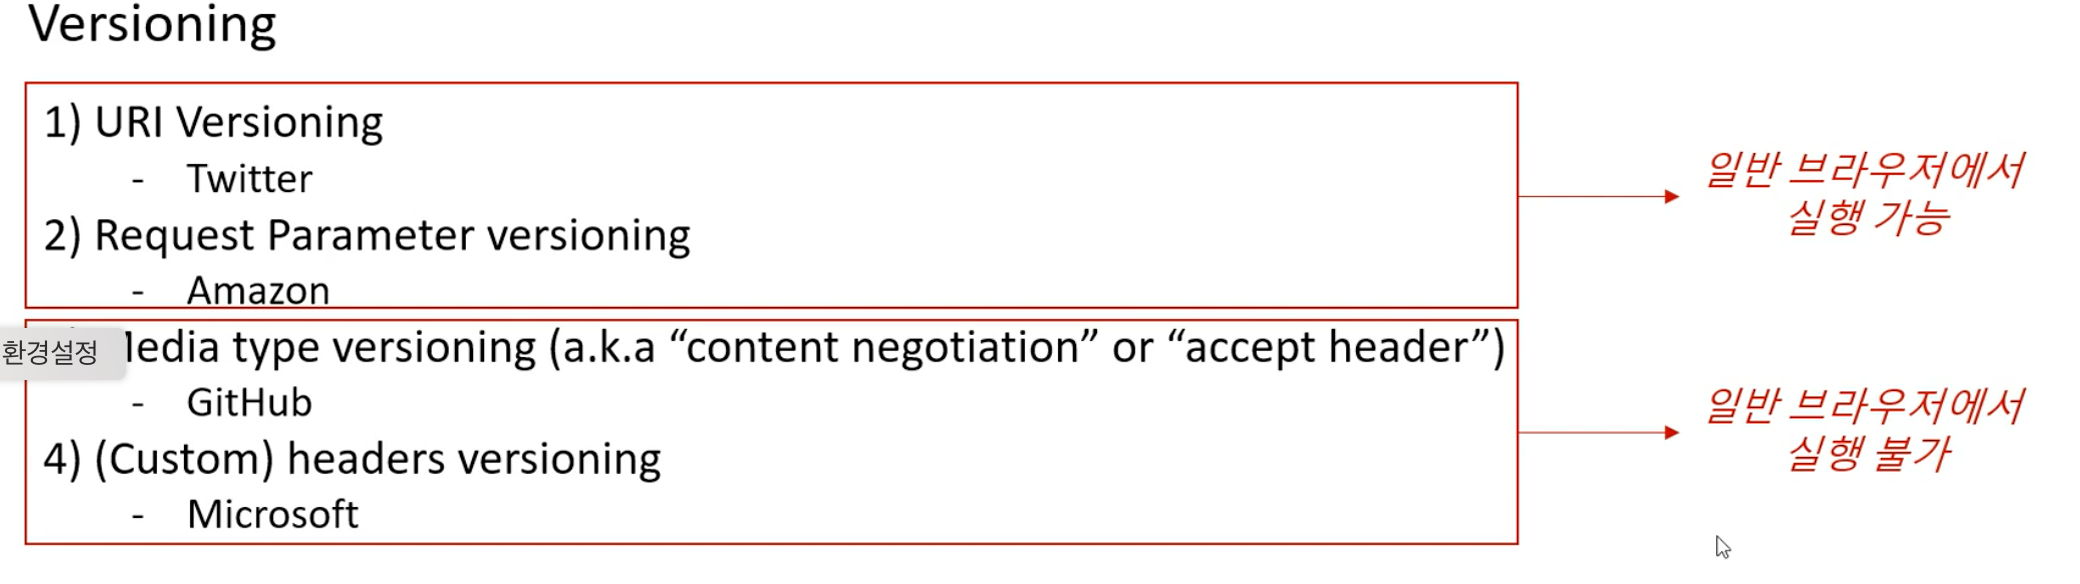 Versioning
1) URI Versioning
- Twitter
2) Request Parameter versioning
- Amazon
일반 브라우저에서
실행 가능
환경설정
type versioning (a.k.a “content negotiation” or “accept header”)
- GitHub
4) (Custom) headers versioning
- Microsoft
일반 브라우저에서
실행 불가